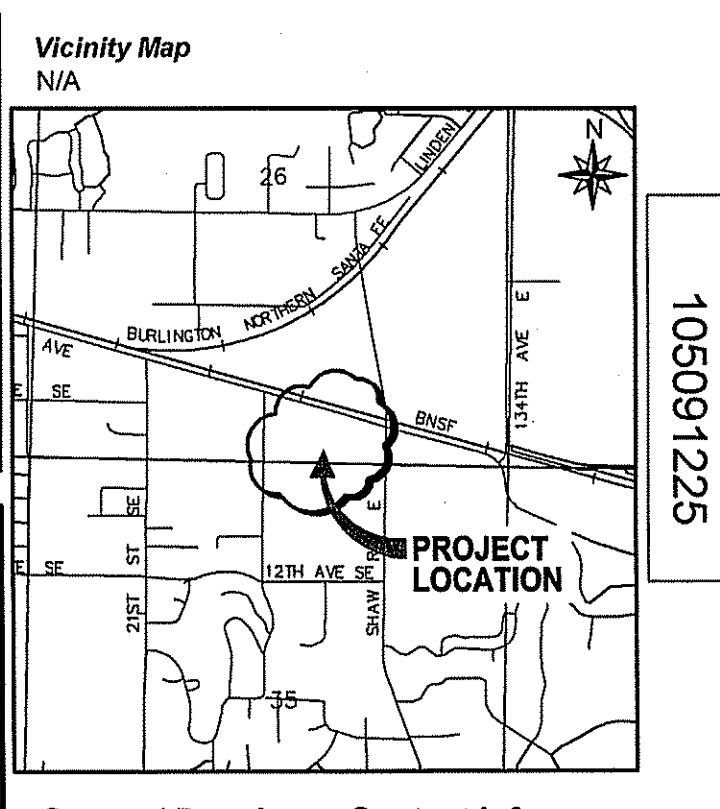 Vicinity Map
N/A
N
26
LINDEN
SANTA FE
NORTHERN
BURLINGTON
AVE
E SE
134TH AVE E
BNSF
105091225
PROJECT
LOCATION
21ST ST SE
E SE
12TH AVE SE
SHAW R E
35